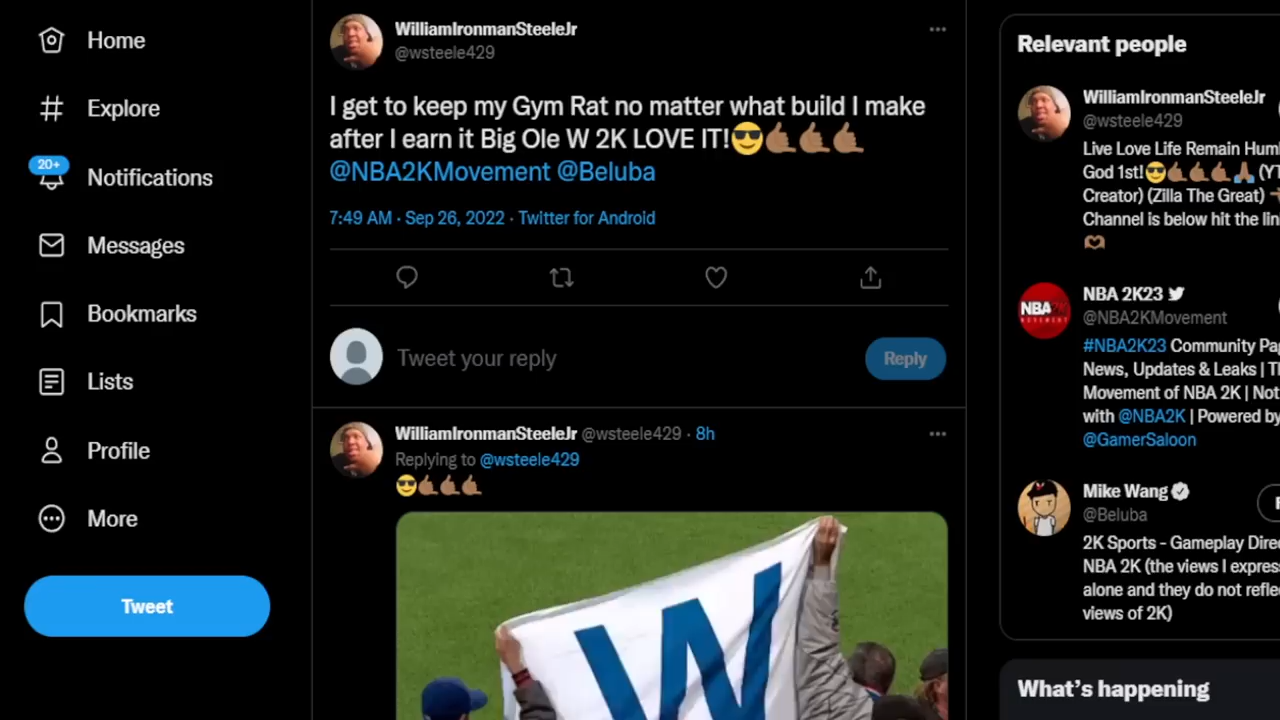 Home
Explore
20+
Notifications
Messages
Bookmarks
Lists
Profile
More
Tweet
WilliamIronmanSteeleJr
@wsteele429
I get to keep my Gym Rat no matter what build I make
after I earn it Big Ole W 2K LOVE IT!😎🤙🏽🤙🏽🤙🏽
@NBA2KMovement @Beluba
7:49 AM · Sep 26, 2022 · Twitter for Android
Tweet your reply
Reply
WilliamIronmanSteeleJr @wsteele429 · 8h
Replying to @wsteele429
😎🤙🏽🤙🏽🤙🏽
W
Relevant people
WilliamIronmanSteeleJr
@wsteele429
Live Love Life Remain Hum
God 1st!😎🤙🏽🤙🏽🤙🏽🙏🏽 (YT
Creator) (Zilla The Great)
Channel is below hit the lin
🫶🏽
NBA 2K23
@NBA2KMovement
NBA 2K
MOVEMENT
#NBA2K23 Community Pa
News, Updates & Leaks | T
Movement of NBA 2K | Not
with @NBA2K | Powered by
@GamerSaloon
Mike Wang
@Beluba
2K Sports - Gameplay Dire
NBA 2K (the views I expres
alone and they do not refle
views of 2K)
What's happening